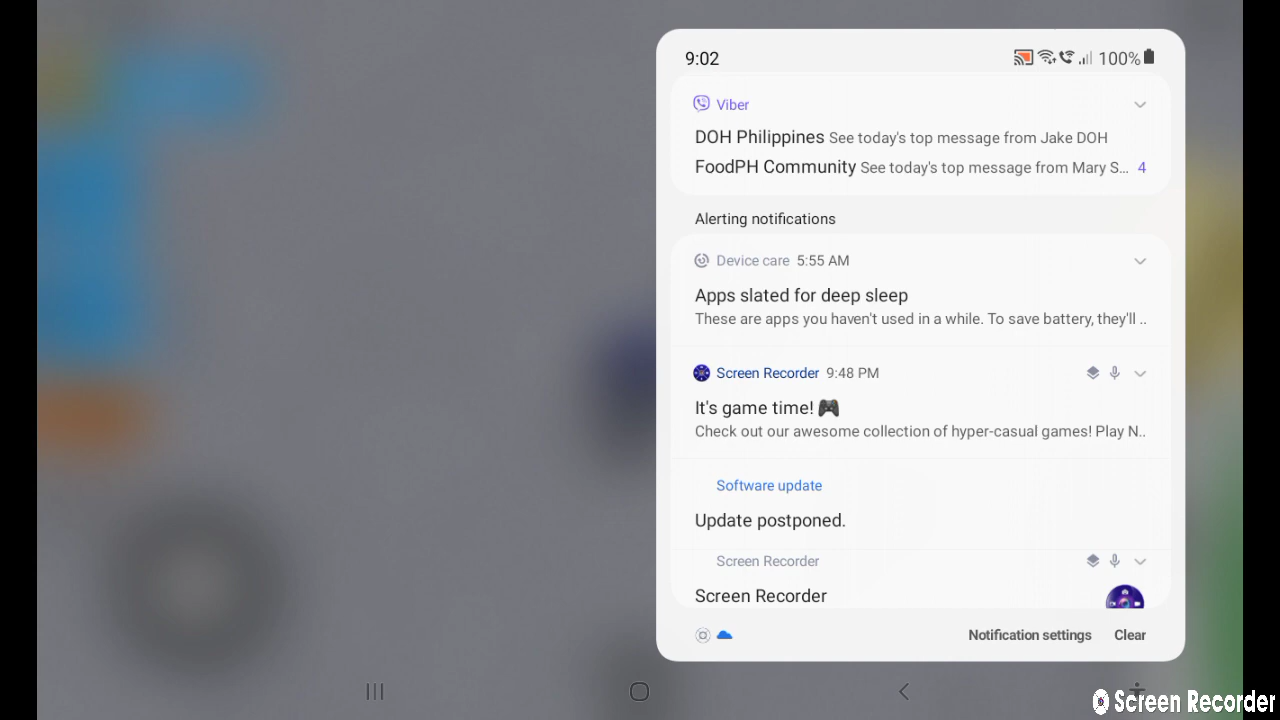 9:02 100%
Viber
DOH Philippines See today's top message from Jake DOH
FoodPH Community See today's top message from Mary S... 4
Alerting notifications
Device care 5:55 AM
Apps slated for deep sleep
These are apps you haven't used in a while. To save battery, they'll ..
Screen Recorder 9:48 PM
It's game time! 🎮
Check out our awesome collection of hyper-casual games! Play N..
Software update
Update postponed.
Screen Recorder
Screen Recorder
Notification settings Clear
Screen Recorder